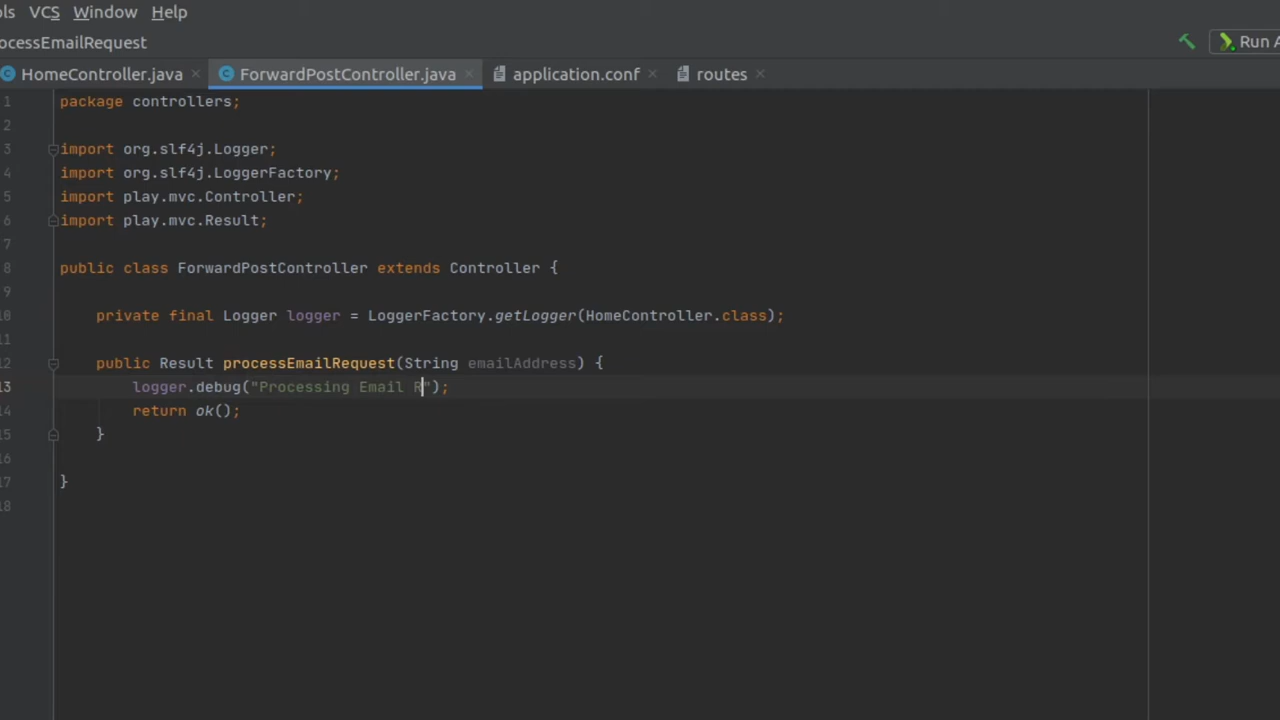 ols VCS Window Help
ocessEmailRequest Run A
HomeController.java ForwardPostController.java application.conf routes
1 package controllers;
2
3 import org.slf4j.Logger;
4 import org.slf4j.LoggerFactory;
5 import play.mvc.Controller;
6 import play.mvc.Result;
7
8 public class ForwardPostController extends Controller {
9
10 private final Logger logger = LoggerFactory.getLogger(HomeController.class);
11
12 public Result processEmailRequest(String emailAddress) {
13 logger.debug("Processing Email R");
14 return ok();
15 }
16
17 }
18